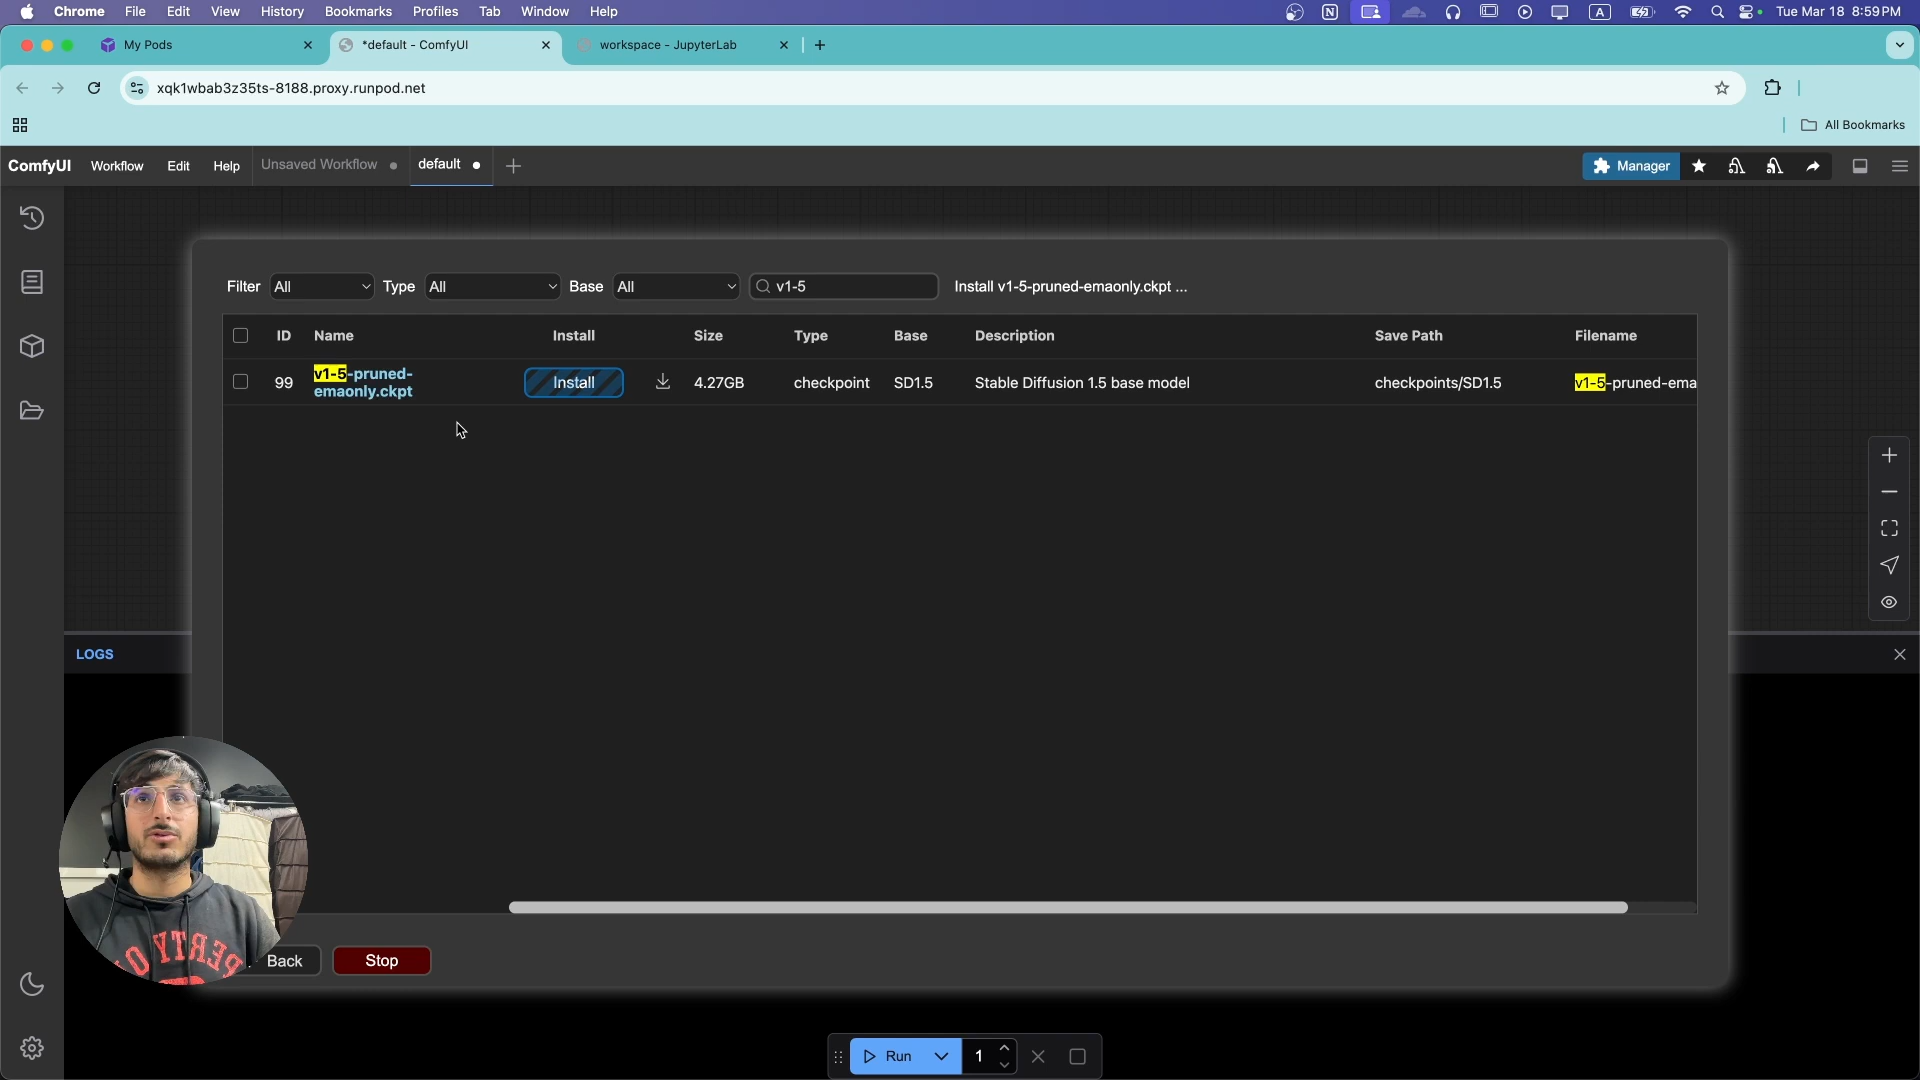 Chrome File Edit View History Bookmarks Profiles Tab Window Help
A
Tue Mar 18 8:59 PM
My Pods
*default - ComfyUI
workspace - JupyterLab
xqk1wbab3z35ts-8188.proxy.runpod.net
All Bookmarks
ComfyUI Workflow Edit Help
Unsaved Workflow
default
Manager
Filter All Type All Base All v1-5 Install v1-5-pruned-emaonly.ckpt ...
ID Name Install Size Type Base Description Save Path Filename
99 v1-5-pruned-
emaonly.ckpt
Install 4.27GB checkpoint SD1.5 Stable Diffusion 1.5 base model checkpoints/SD1.5 v1-5-pruned-ema
LOGS
Back Stop
Run 1